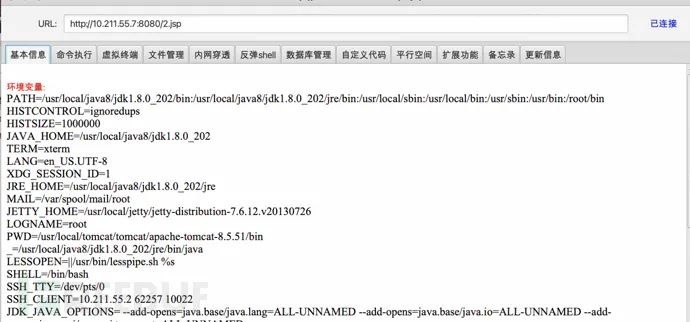 URL:
http://10.211.55.7:8080/2.jsp
已连接
基本信息 命令执行 虚拟终端 文件管理 内网穿透 反弹shell 数据库管理 自定义代码 平行空间 扩展功能 备忘录 更新信息
环境变量:
PATH=/usr/local/java8/jdk1.8.0_202/bin:/usr/local/java8/jdk1.8.0_202/jre/bin:/usr/local/sbin:/usr/local/bin:/usr/sbin:/usr/bin:/root/bin
HISTCONTROL=ignoredups
HISTSIZE=1000000
JAVA_HOME=/usr/local/java8/jdk1.8.0_202
TERM=xterm
LANG=en_US.UTF-8
XDG_SESSION_ID=1
JRE_HOME=/usr/local/java8/jdk1.8.0_202/jre
MAIL=/var/spool/mail/root
JETTY_HOME=/usr/local/jetty/jetty-distribution-7.6.12.v20130726
LOGNAME=root
PWD=/usr/local/tomcat/tomcat/apache-tomcat-8.5.51/bin
_=/usr/local/java8/jdk1.8.0_202/jre/bin/java
LESSOPEN=||/usr/bin/lesspipe.sh %s
SHELL=/bin/bash
SSH_TTY=/dev/pts/0
SSH_CLIENT=10.211.55.2 62257 10022
JDK_JAVA_OPTIONS= --add-opens=java.base/java.lang=ALL-UNNAMED --add-opens=java.base/java.io=ALL-UNNAMED --add-